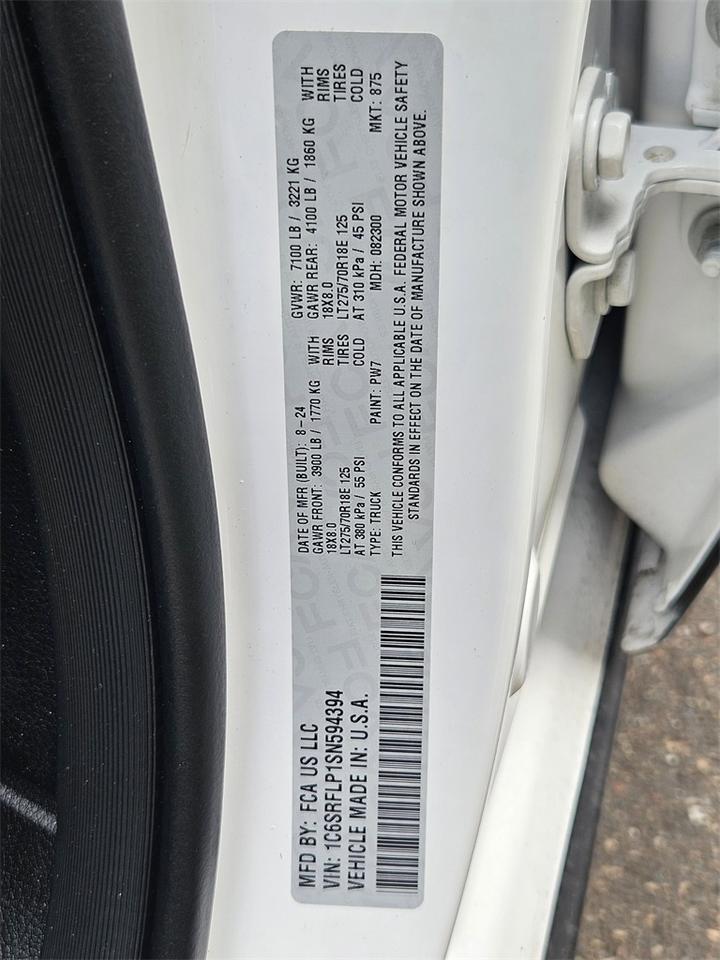 MFD BY: FCA US LLC
VIN: 1C6SRFLP1SN594394
VEHICLE MADE IN: U.S.A.
DATE OF MFR (BUILT): 8-24
GAWR FRONT: 3900 LB / 1770 KG WITH
18X8.0 RIMS
LT275/70R18E 125 TIRES
AT 380 kPa / 55 PSI COLD
TYPE: TRUCK PAINT: PW7
GVWR: 7100 LB / 3221 KG
GAWR REAR: 4100 LB / 1860 KG WITH
18X8.0 RIMS
LT275/70R18E 125 TIRES
AT 310 kPa / 45 PSI COLD
MDH: 082300 MKT: 875
THIS VEHICLE CONFORMS TO ALL APPLICABLE U.S.A. FEDERAL MOTOR VEHICLE SAFETY
STANDARDS IN EFFECT ON THE DATE OF MANUFACTURE SHOWN ABOVE.